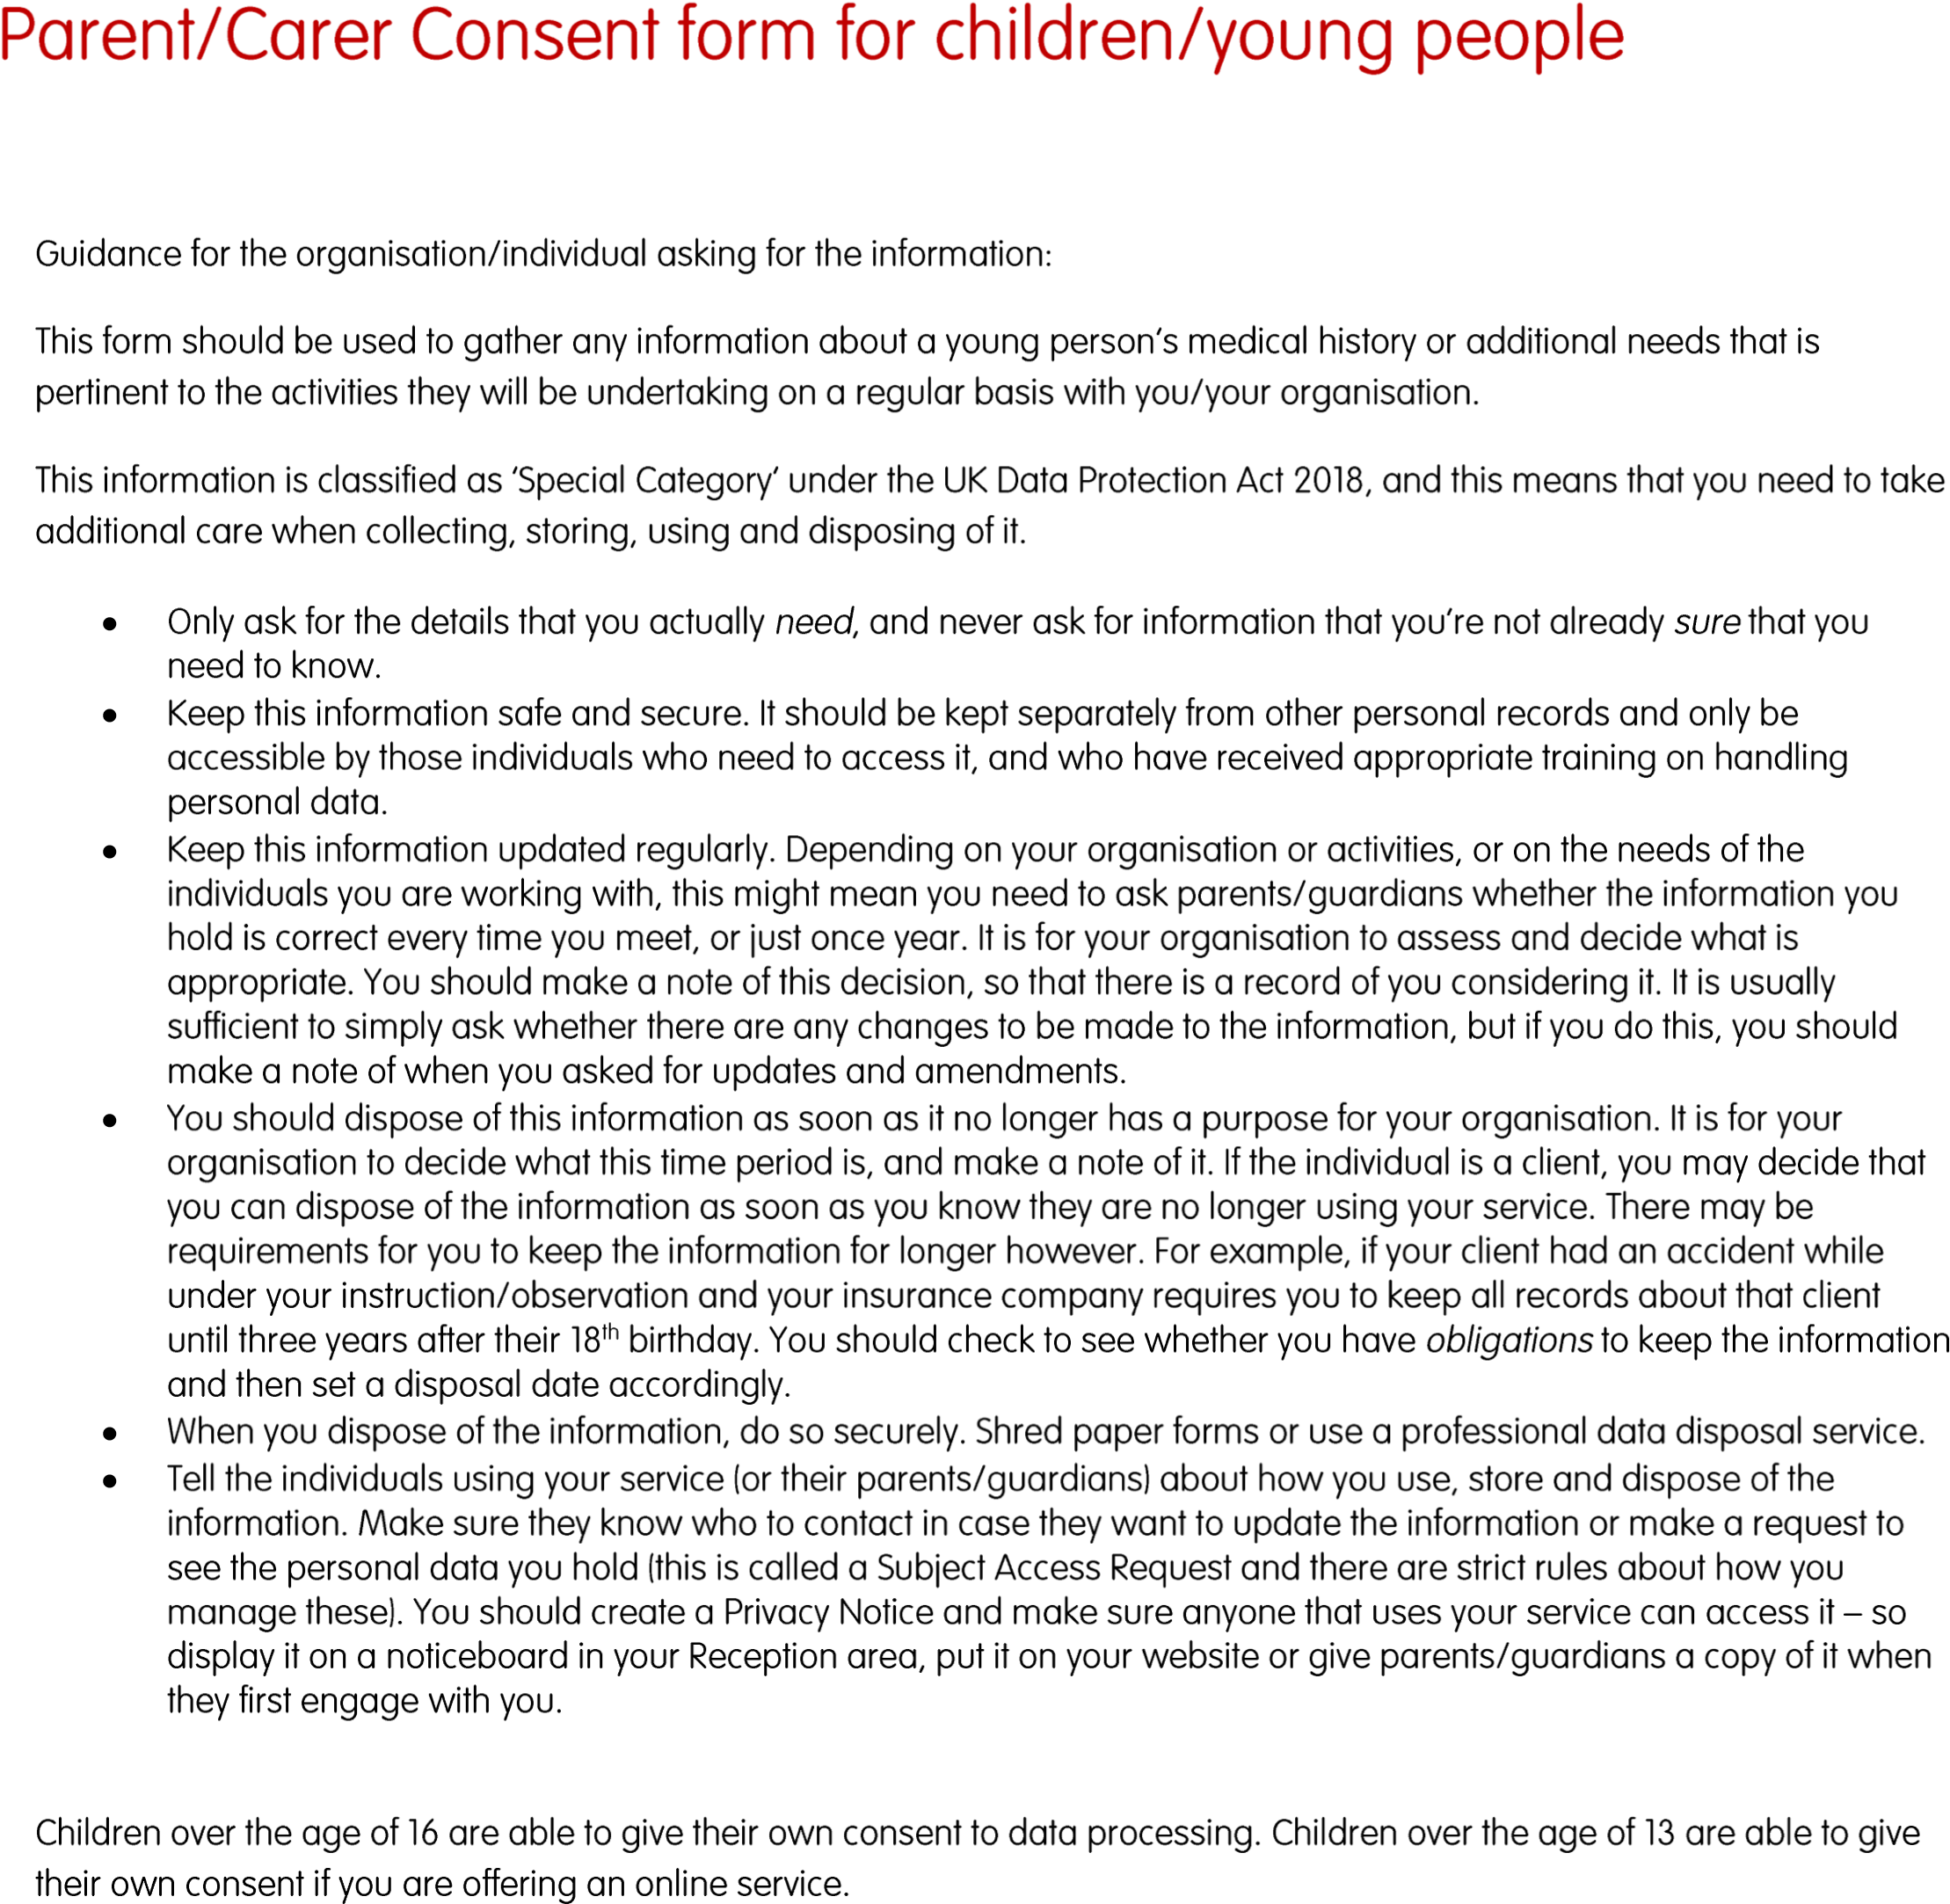 Parent/Carer Consent form for children/young people
Guidance for the organisation/individual asking for the information:
This form should be used to gather any information about a young person’s medical history or additional needs that is
pertinent to the activities they will be undertaking on a regular basis with you/your organisation.
This information is classified as ‘Special Category’ under the UK Data Protection Act 2018, and this means that you need to take
additional care when collecting, storing, using and disposing of it.
• Only ask for the details that you actually need, and never ask for information that you’re not already sure that you
need to know.
• Keep this information safe and secure. It should be kept separately from other personal records and only be
accessible by those individuals who need to access it, and who have received appropriate training on handling
personal data.
• Keep this information updated regularly. Depending on your organisation or activities, or on the needs of the
individuals you are working with, this might mean you need to ask parents/guardians whether the information you
hold is correct every time you meet, or just once year. It is for your organisation to assess and decide what is
appropriate. You should make a note of this decision, so that there is a record of you considering it. It is usually
sufficient to simply ask whether there are any changes to be made to the information, but if you do this, you should
make a note of when you asked for updates and amendments.
• You should dispose of this information as soon as it no longer has a purpose for your organisation. It is for your
organisation to decide what this time period is, and make a note of it. If the individual is a client, you may decide that
you can dispose of the information as soon as you know they are no longer using your service. There may be
requirements for you to keep the information for longer however. For example, if your client had an accident while
under your instruction/observation and your insurance company requires you to keep all records about that client
until three years after their 18th birthday. You should check to see whether you have obligations to keep the information
and then set a disposal date accordingly.
• When you dispose of the information, do so securely. Shred paper forms or use a professional data disposal service.
• Tell the individuals using your service (or their parents/guardians) about how you use, store and dispose of the
information. Make sure they know who to contact in case they want to update the information or make a request to
see the personal data you hold (this is called a Subject Access Request and there are strict rules about how you
manage these). You should create a Privacy Notice and make sure anyone that uses your service can access it – so
display it on a noticeboard in your Reception area, put it on your website or give parents/guardians a copy of it when
they first engage with you.
Children over the age of 16 are able to give their own consent to data processing. Children over the age of 13 are able to give
their own consent if you are offering an online service.